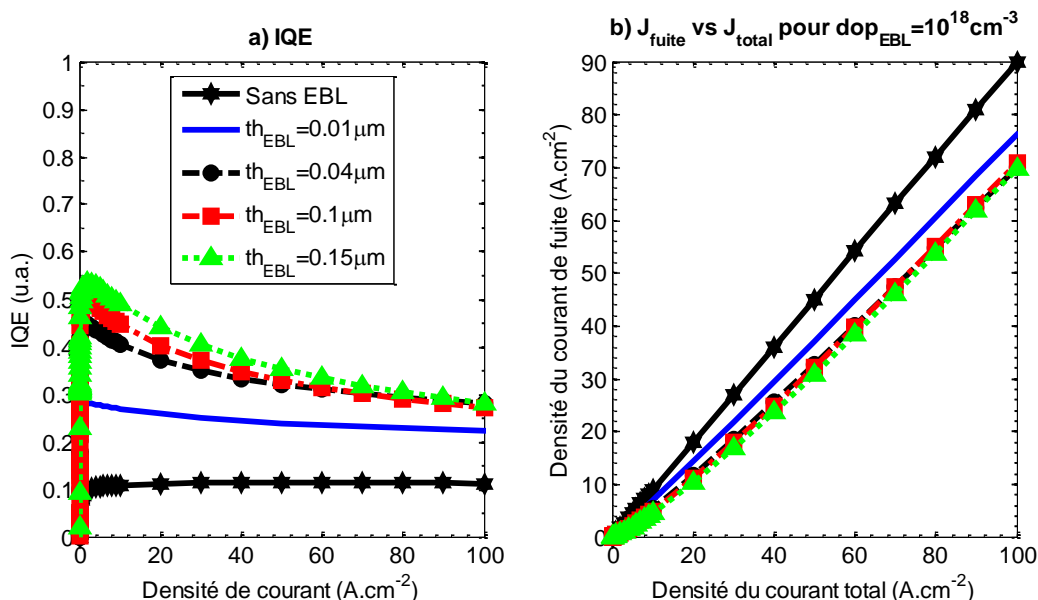 a) IQE
IQE (u.a.)
1
0.9
0.8
0.7
0.6
0.5
0.4
0.3
0.2
0.1
0
Sans EBL
th_EBL=0.01μm
th_EBL=0.04μm
th_EBL=0.1μm
th_EBL=0.15μm
0 20 40 60 80 100
Densité de courant (A.cm^-2)
b) J_fuite vs J_total pour dop_EBL=10^18cm^-3
Densité du courant de fuite (A.cm^-2)
90
80
70
60
50
40
30
20
10
0
0 20 40 60 80 100
Densité du courant total (A.cm^-2)